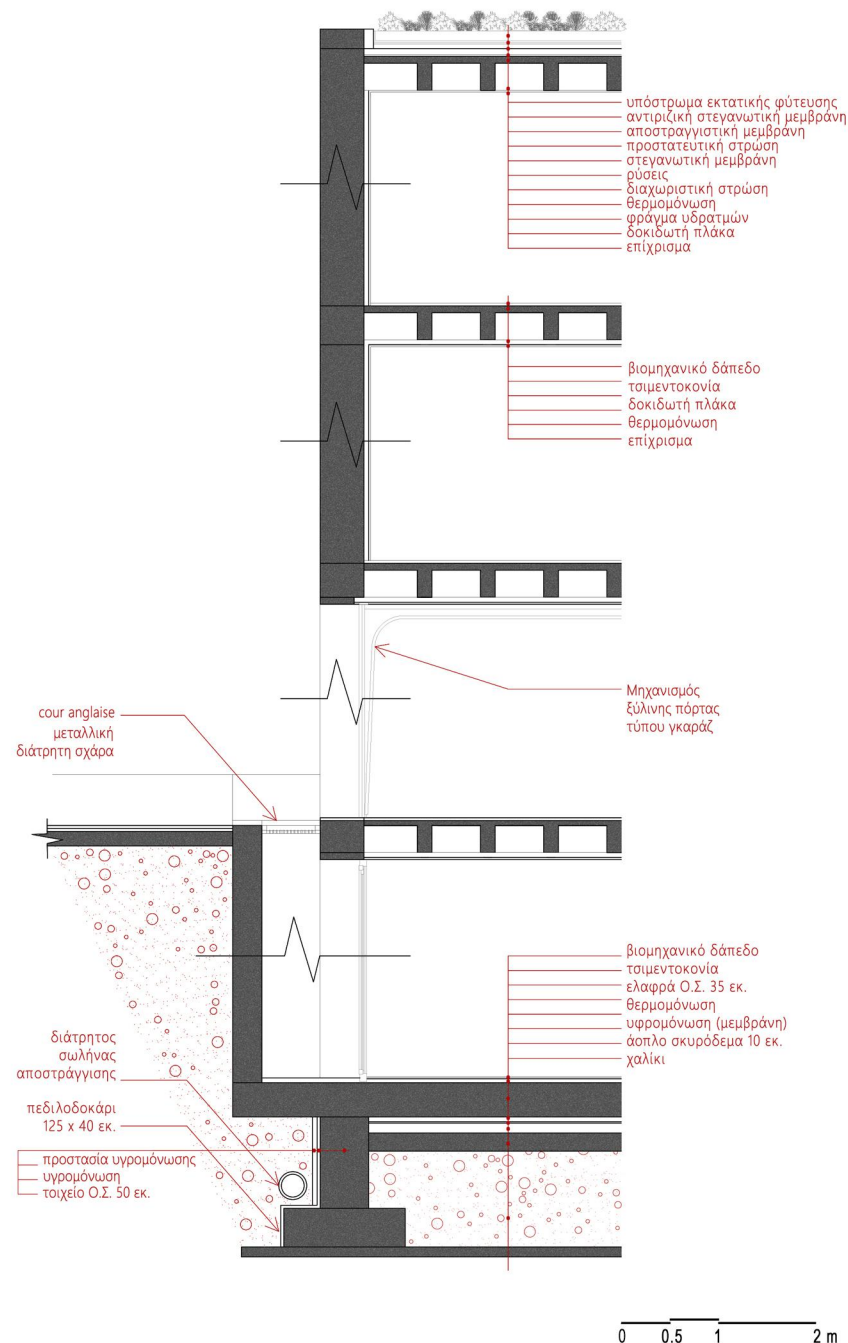 υπόστρωμα εκτατικής φύτευσης
αντιριζική στεγανωτική μεμβράνη
αποστραγγιστική μεμβράνη
προστατευτική στρώση
στεγανωτική μεμβράνη
ρύσεις
διαχωριστική στρώση
θερμομόνωση
φράγμα υδρατμών
δοκιδωτή πλάκα
επίχρισμα
βιομηχανικό δάπεδο
τσιμεντοκονία
δοκιδωτή πλάκα
θερμομόνωση
επίχρισμα
Μηχανισμός
ξύλινης πόρτας
τύπου γκαράζ
cour anglaise
μεταλλική
διάτρητη σχάρα
βιομηχανικό δάπεδο
τσιμεντοκονία
ελαφρά Ο.Σ. 35 εκ.
θερμομόνωση
υφρομόνωση (μεμβράνη)
άοπλο σκυρόδεμα 10 εκ.
χαλίκι
διάτρητος
σωλήνας
αποστράγγισης
πεδιλοδοκάρι
125 x 40 εκ.
προστασία υγρομόνωσης
υγρομόνωση
τοιχείο Ο.Σ. 50 εκ.
0 0.5 1 2 m